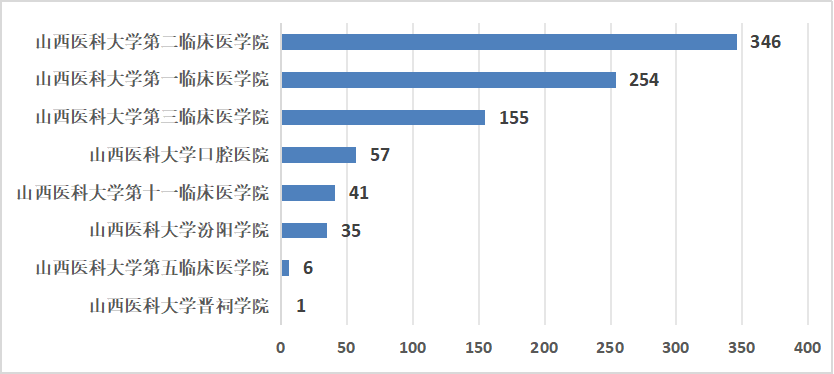 山西医科大学第二临床医学院 346
山西医科大学第一临床医学院 254
山西医科大学第三临床医学院 155
山西医科大学口腔医院 57
山西医科大学第十一临床医学院 41
山西医科大学汾阳学院 35
山西医科大学第五临床医学院 6
山西医科大学晋祠学院 1
0 50 100 150 200 250 300 350 400